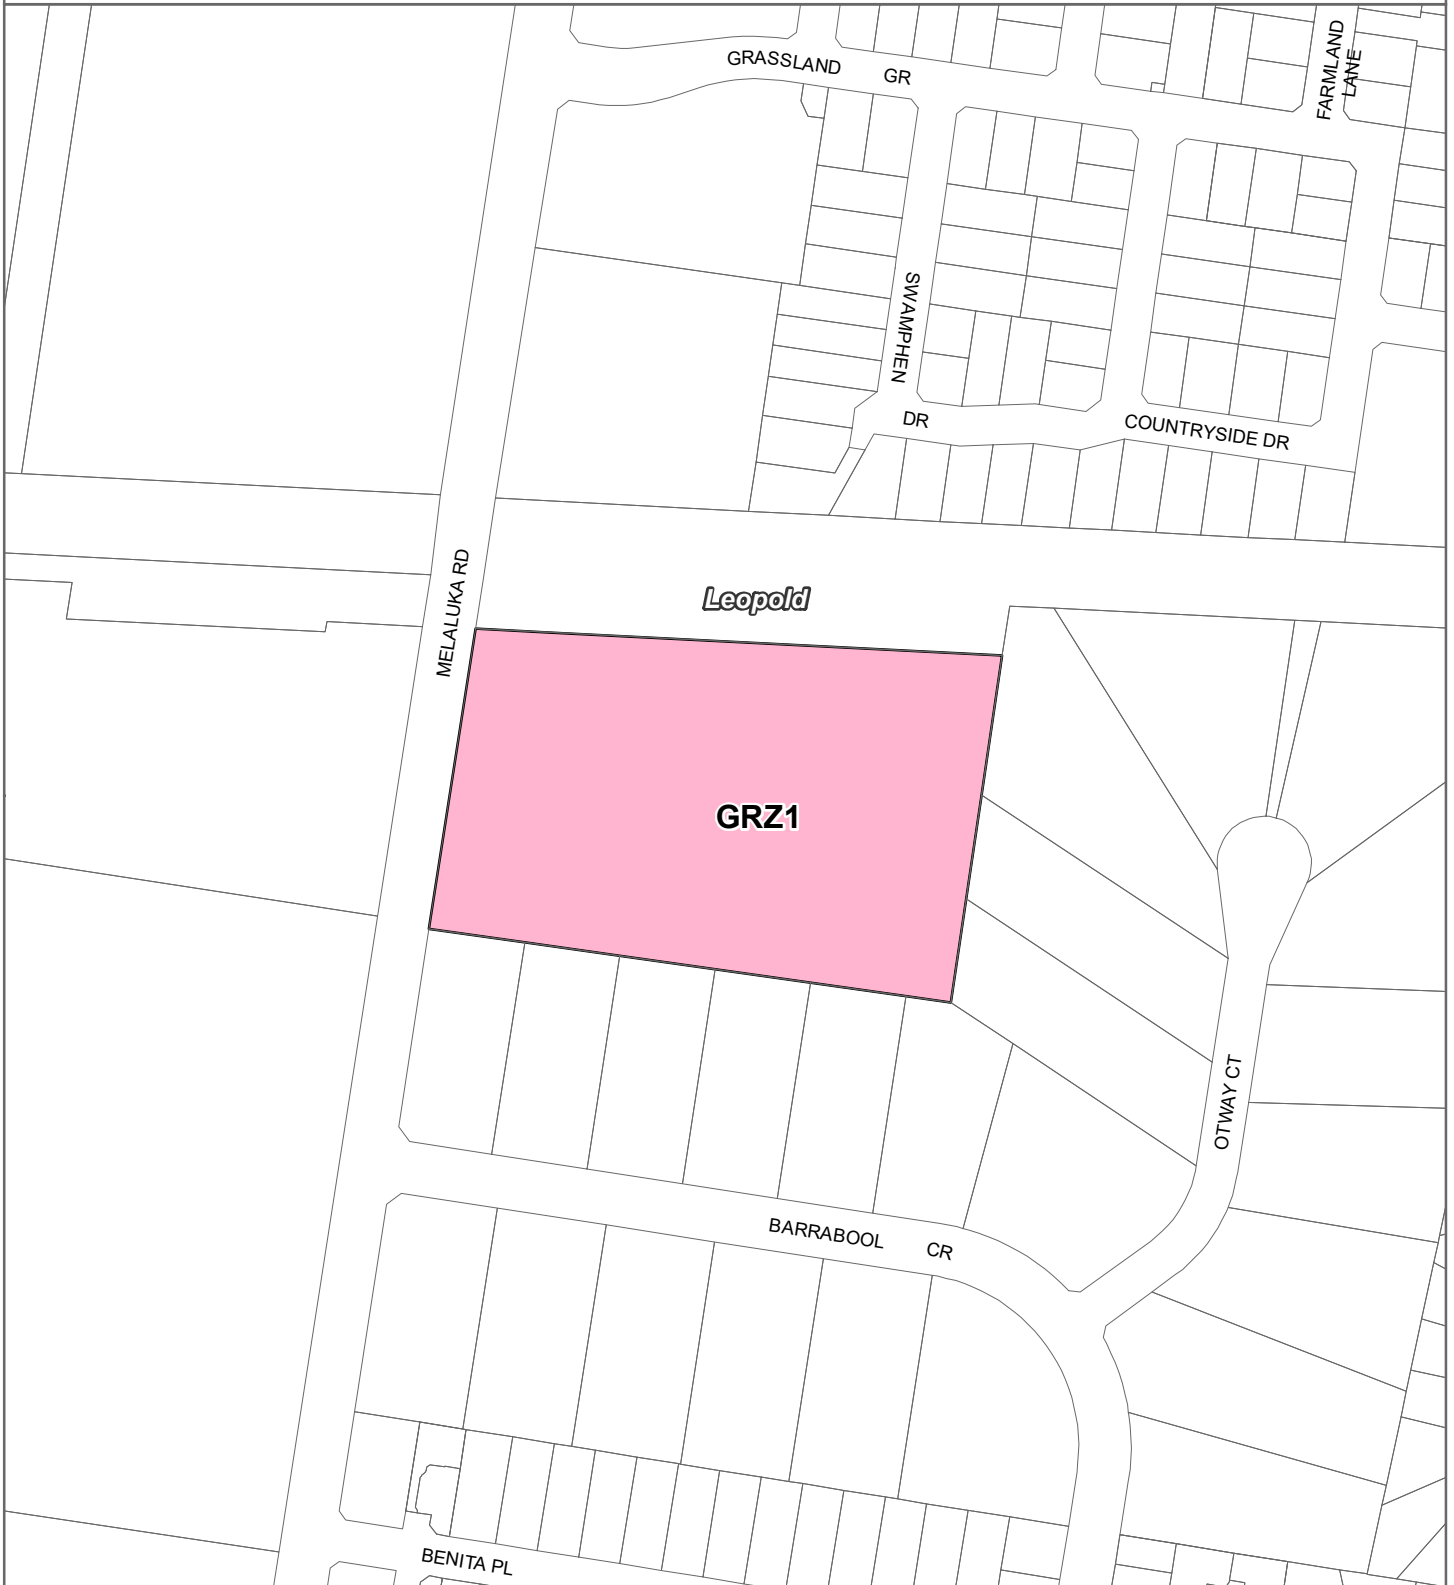 GRASSLAND GR
FARMLAND
LANE
SWAMPHEN
DR
COUNTRYSIDE DR
MELALUKA RD
Leopold
GRZ1
OTWAY CT
BARRABOOL CR
BENITA PL